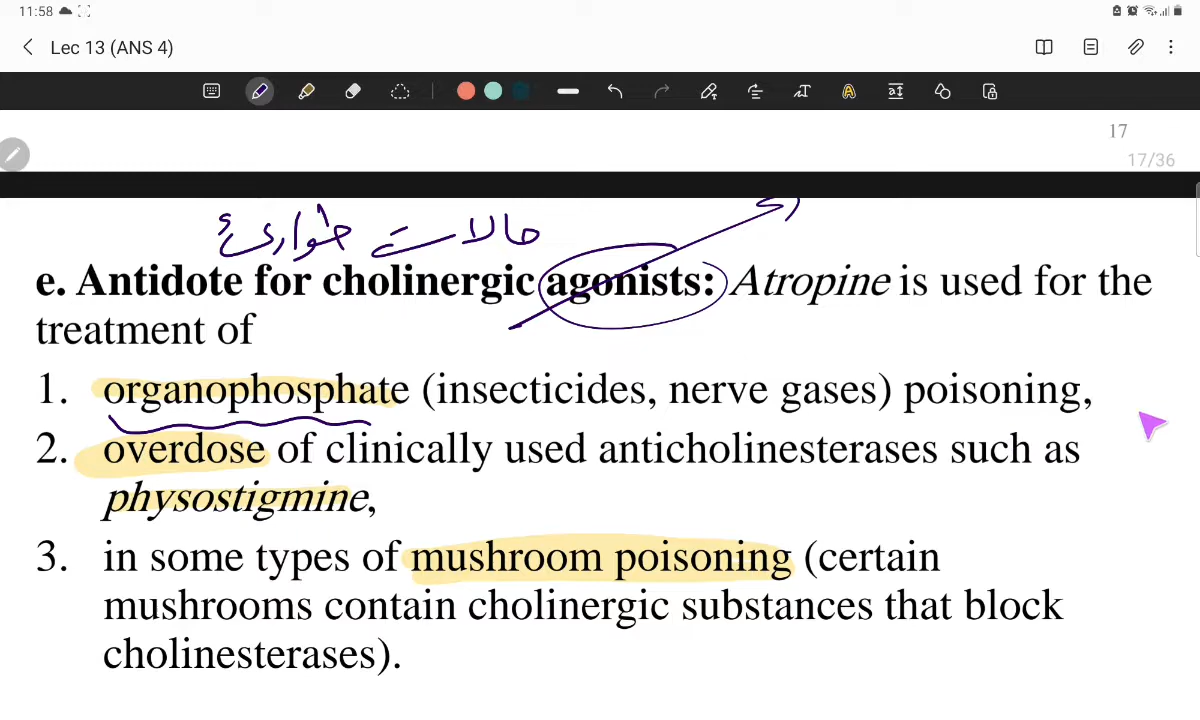 11:58
Lec 13 (ANS 4)
17
17/36
حالات طوارئ
e. Antidote for cholinergic agonists: Atropine is used for the
treatment of
1. organophosphate (insecticides, nerve gases) poisoning,
2. overdose of clinically used anticholinesterases such as
physostigmine,
3. in some types of mushroom poisoning (certain
mushrooms contain cholinergic substances that block
cholinesterases).